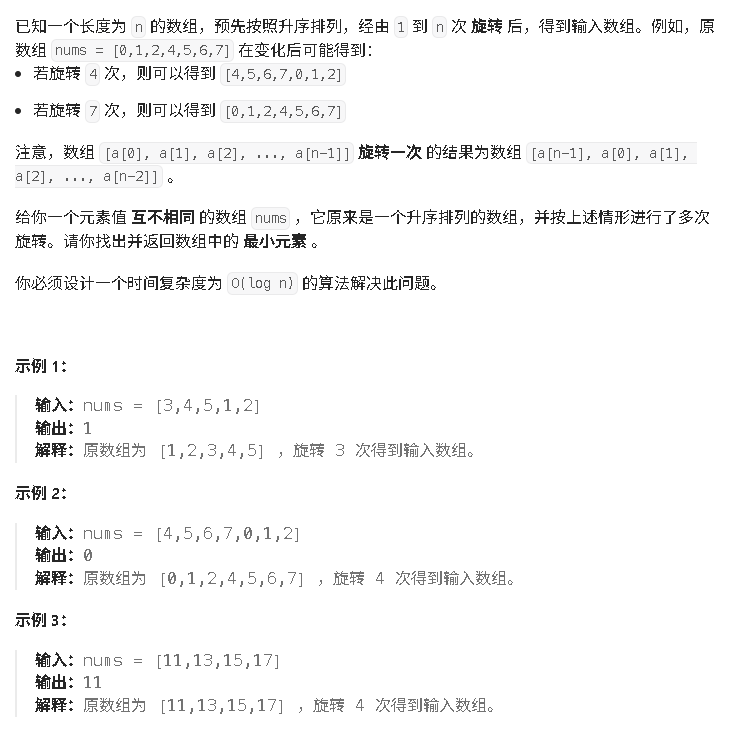 已知一个长度为 n 的数组，预先按照升序排列，经由 1 到 n 次 旋转 后，得到输入数组。例如，原
数组 nums = [0,1,2,4,5,6,7] 在变化后可能得到：
• 若旋转 4 次，则可以得到 [4,5,6,7,0,1,2]
• 若旋转 7 次，则可以得到 [0,1,2,4,5,6,7]
注意，数组 [a[0], a[1], a[2], ..., a[n-1]] 旋转一次 的结果为数组 [a[n-1], a[0], a[1],
a[2], ..., a[n-2]] 。
给你一个元素值 互不相同 的数组 nums ，它原来是一个升序排列的数组，并按上述情形进行了多次
旋转。请你找出并返回数组中的 最小元素 。
你必须设计一个时间复杂度为 O(log n) 的算法解决此问题。
示例 1：
输入：nums = [3,4,5,1,2]
输出：1
解释：原数组为 [1,2,3,4,5] ，旋转 3 次得到输入数组。
示例 2：
输入：nums = [4,5,6,7,0,1,2]
输出：0
解释：原数组为 [0,1,2,4,5,6,7] ，旋转 4 次得到输入数组。
示例 3：
输入：nums = [11,13,15,17]
输出：11
解释：原数组为 [11,13,15,17] ，旋转 4 次得到输入数组。